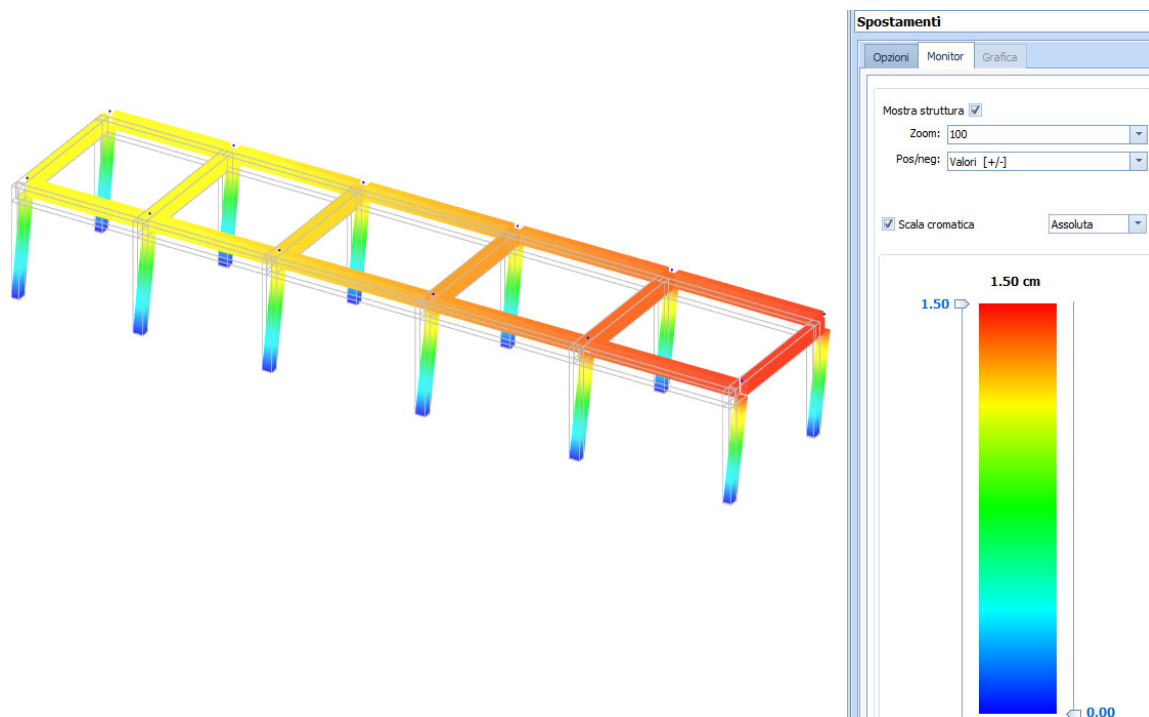 Spostamenti
Opzioni Monitor Grafica
Mostra struttura
Zoom: 100
Pos/neg: Valori [+/-]
Scala cromatica Assoluta
1.50 cm
1.50
0.00